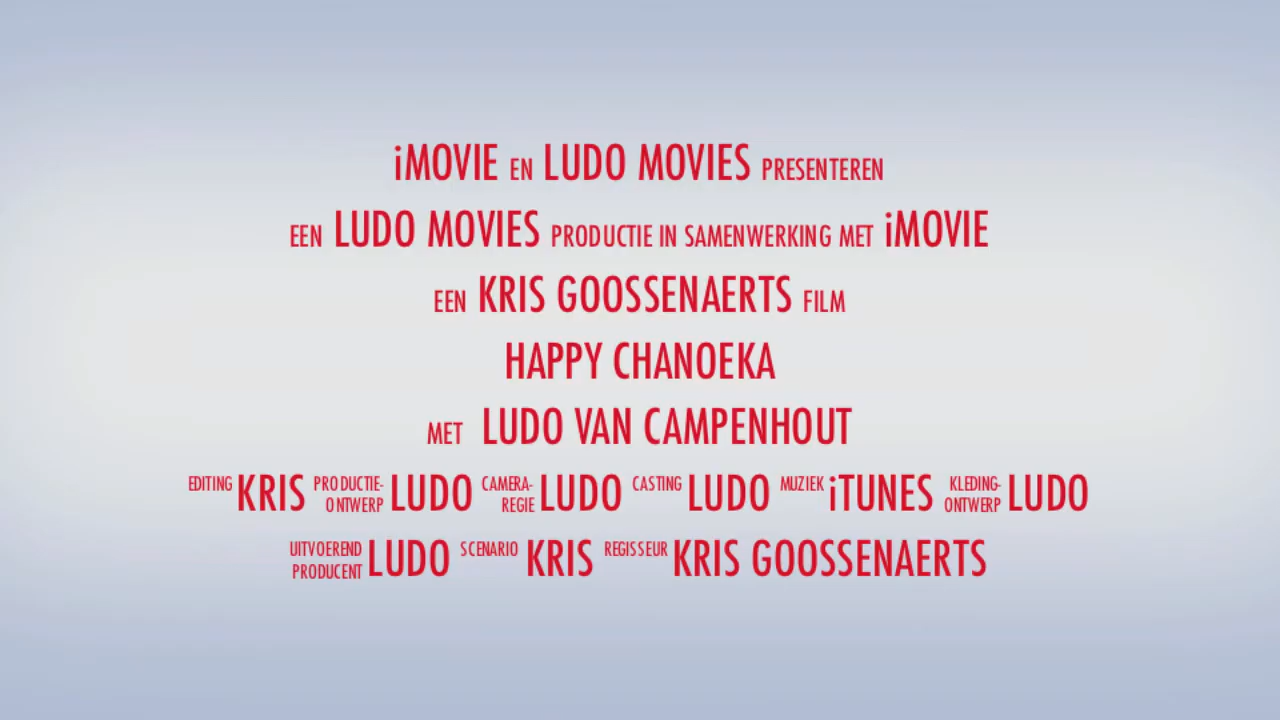 iMOVIE EN LUDO MOVIES PRESENTEREN
EEN LUDO MOVIES PRODUCTIE IN SAMENWERKING MET iMOVIE
EEN KRIS GOOSSENAERTS FILM
HAPPY CHANOEKA
MET LUDO VAN CAMPENHOUT
EDITING KRIS PRODUCTIE-ONTWERP LUDO CAMERA-REGIE LUDO CASTING LUDO MUZIEK iTUNES KLEDING-ONTWERP LUDO
UITVOEREND PRODUCENT LUDO SCENARIO KRIS REGISSEUR KRIS GOOSSENAERTS